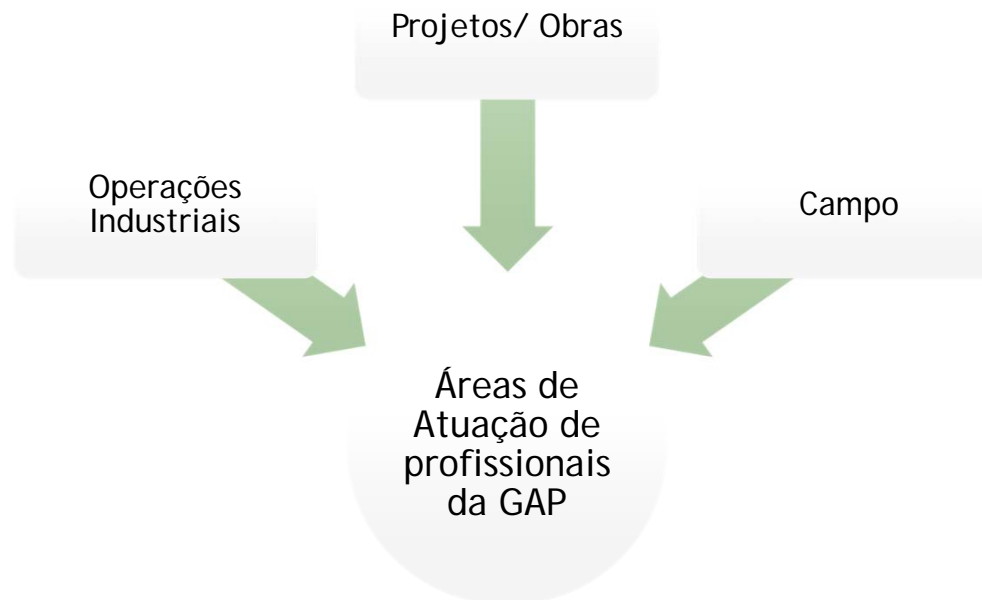 Projetos/ Obras
Operações
Industriais
Campo
Áreas de
Atuação de
profissionais
da GAP